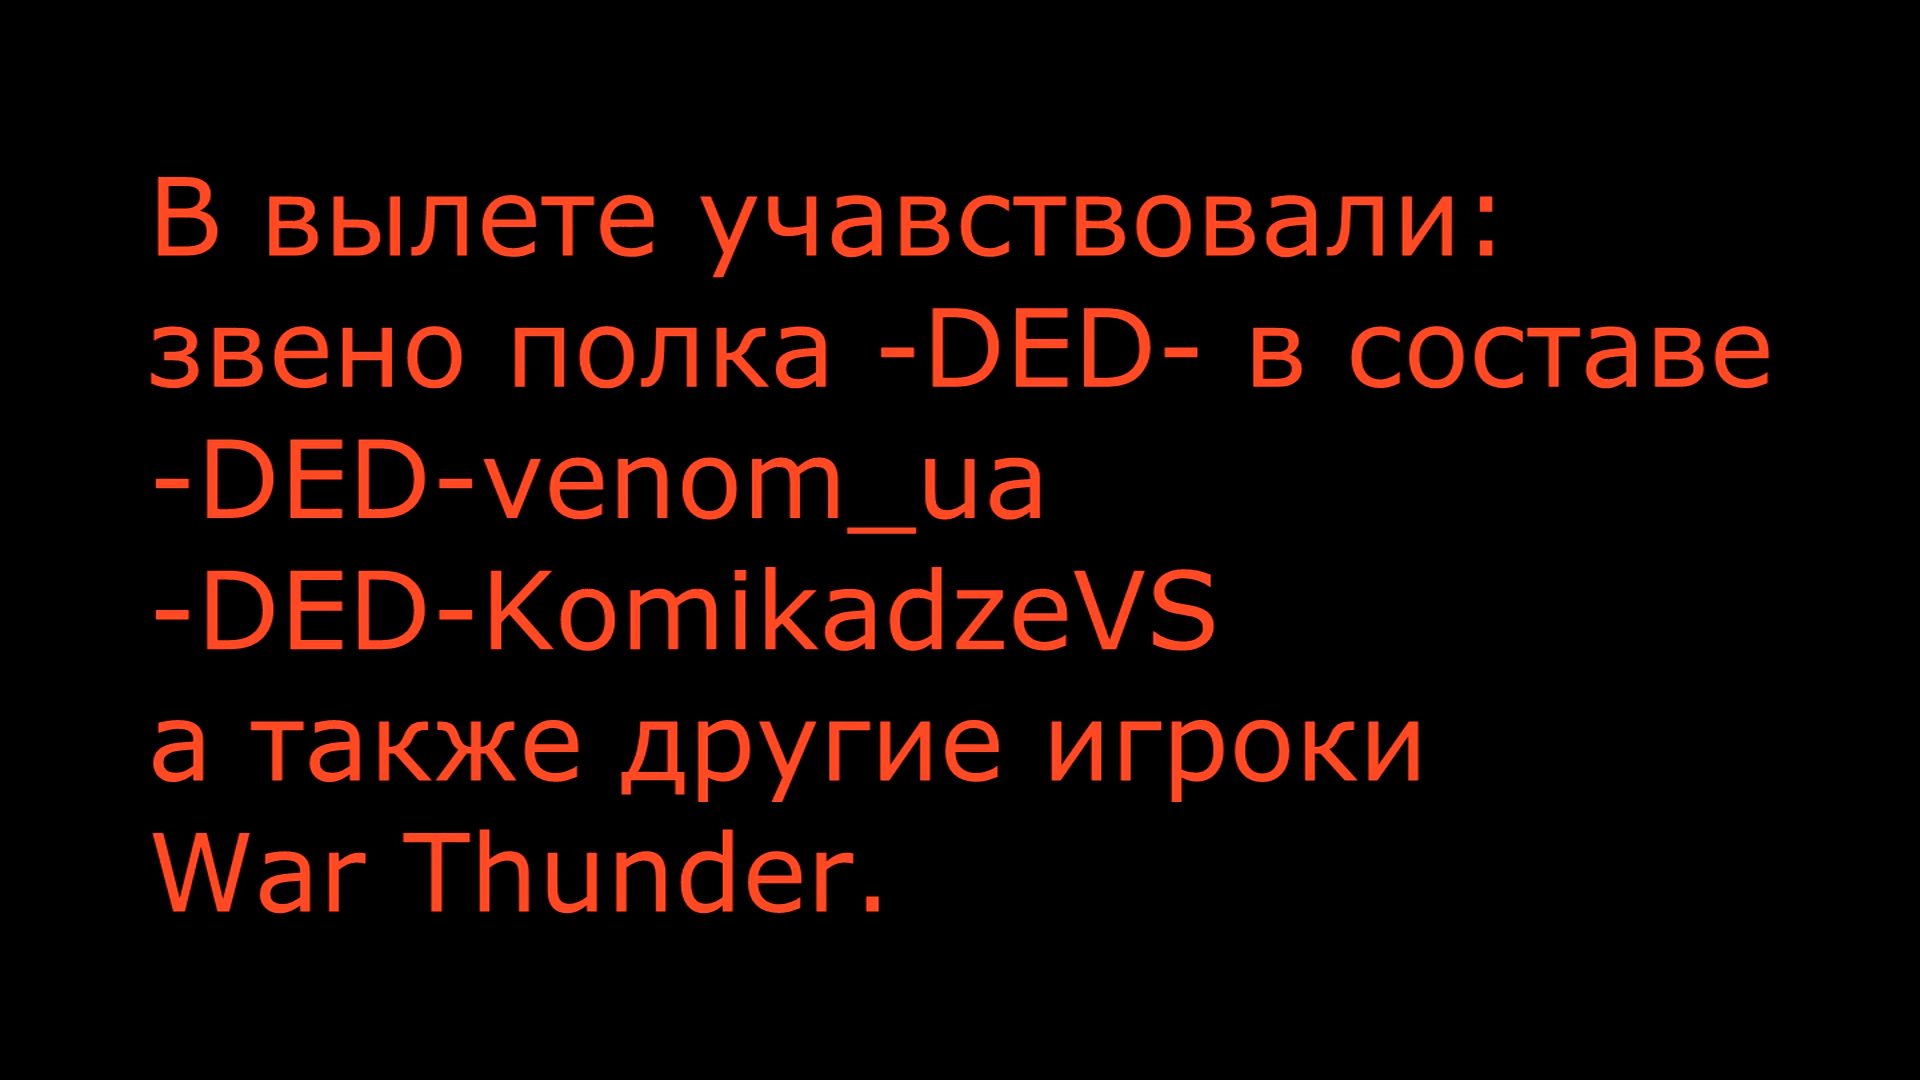 В вылете учавствовали:
звено полка -DED- в составе
-DED-venom_ua
-DED-KomikadzeVS
а также другие игроки
War Thunder.